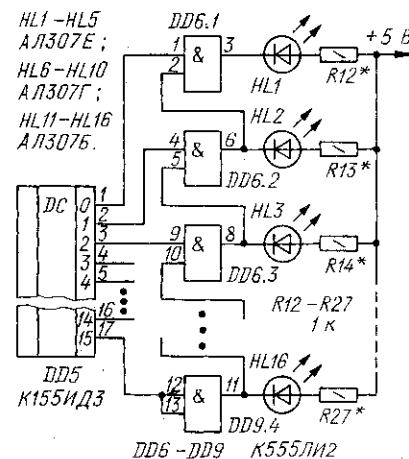 HL1-HL5
АЛ307Е;
HL6-HL10
АЛ307Г;
HL11-HL16
АЛ307Б.
DD6.1
1
2
&
3
HL1
R12*
+5 В
4
5
&
6
DD6.2
HL2
R13*
9
10
&
8
DD6.3
HL3
R14*
DC
0
1
2
3
4
14
15
1
2
3
4
5
16
17
DD5
К155ИД3
R12-R27
1 к
12
13
&
11
DD9.4
HL16
R27*
DD6-DD9 К555ЛИ2